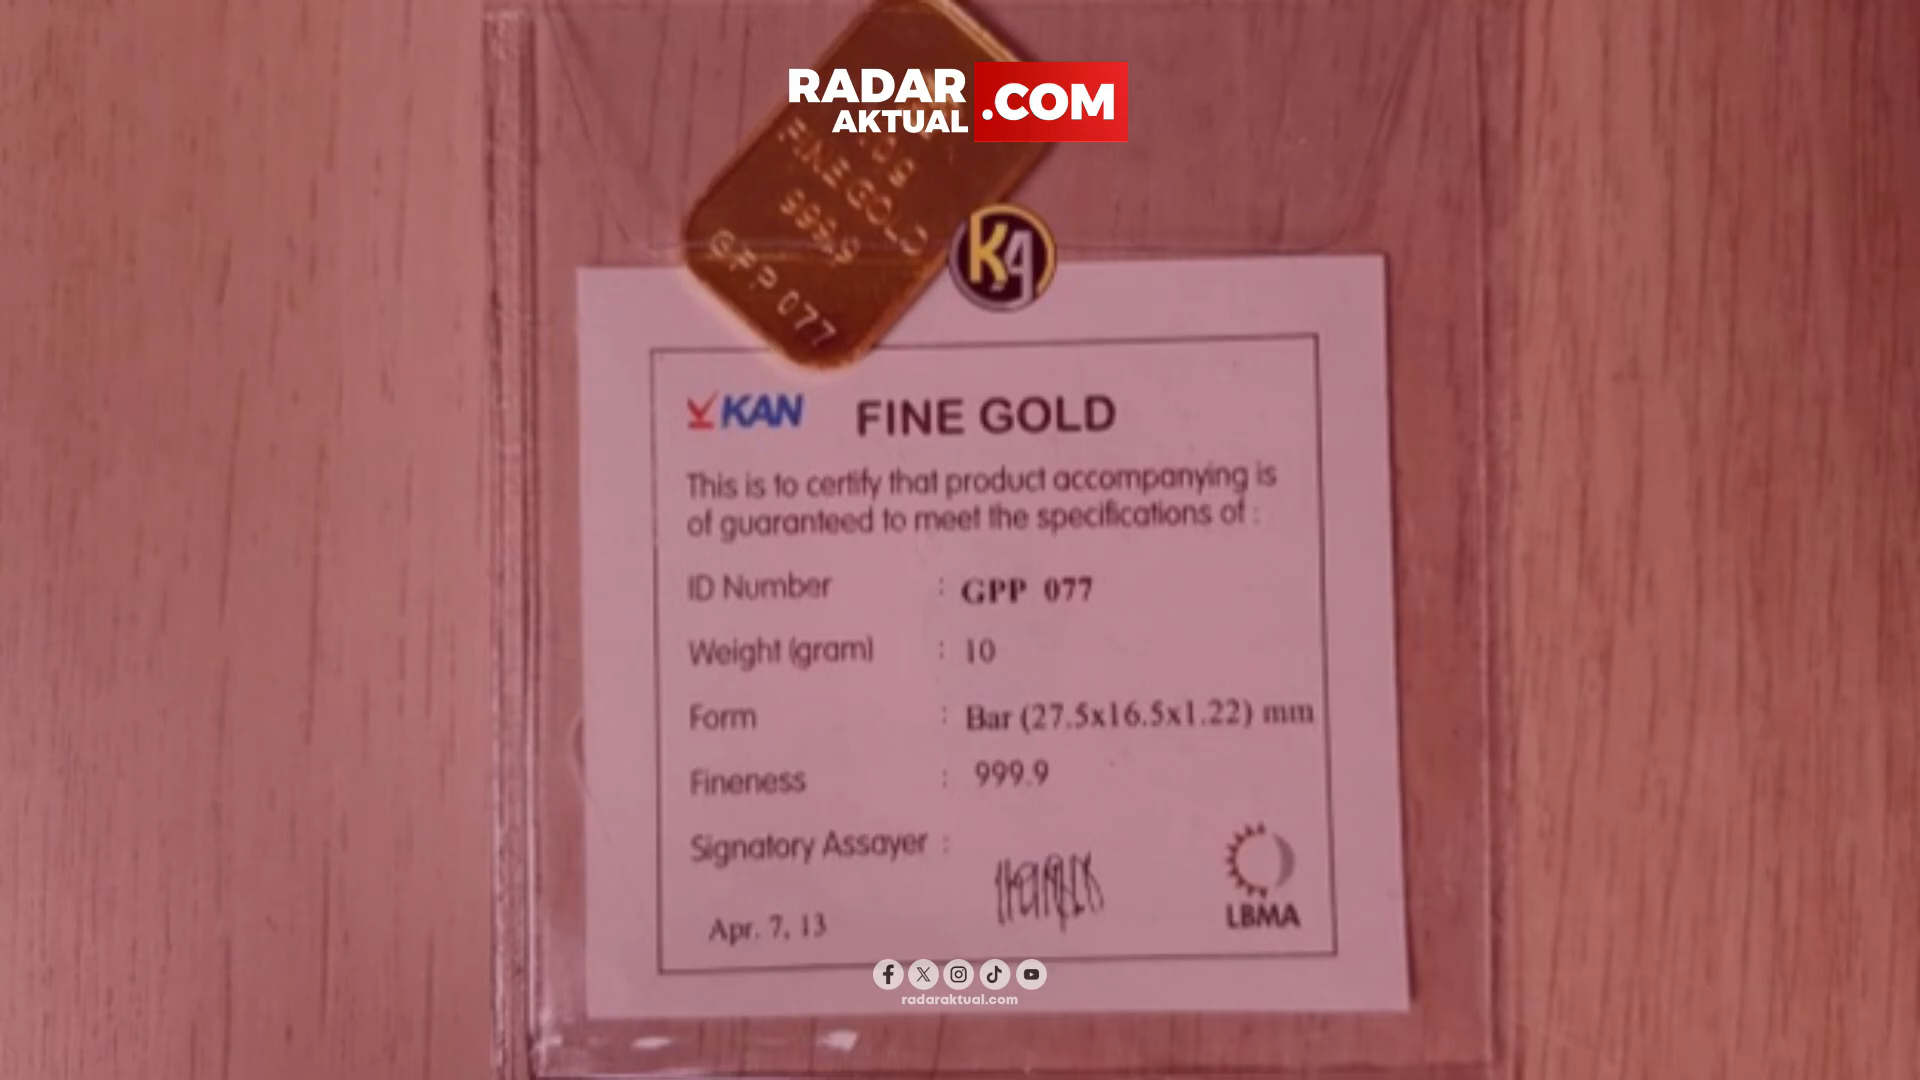 RADAR
AKTUAL .COM
10 g
FINE GOLD
999.9
GPP 077
KA
KAN FINE GOLD
This is to certify that product accompanying is
of guaranteed to meet the specifications of :
ID Number : GPP 077
Weight (gram) : 10
Form : Bar (27.5x16.5x1.22) mm
Fineness : 999.9
Signatory Assayer :
Apr. 7, 13
LBMA
radaraktual.com